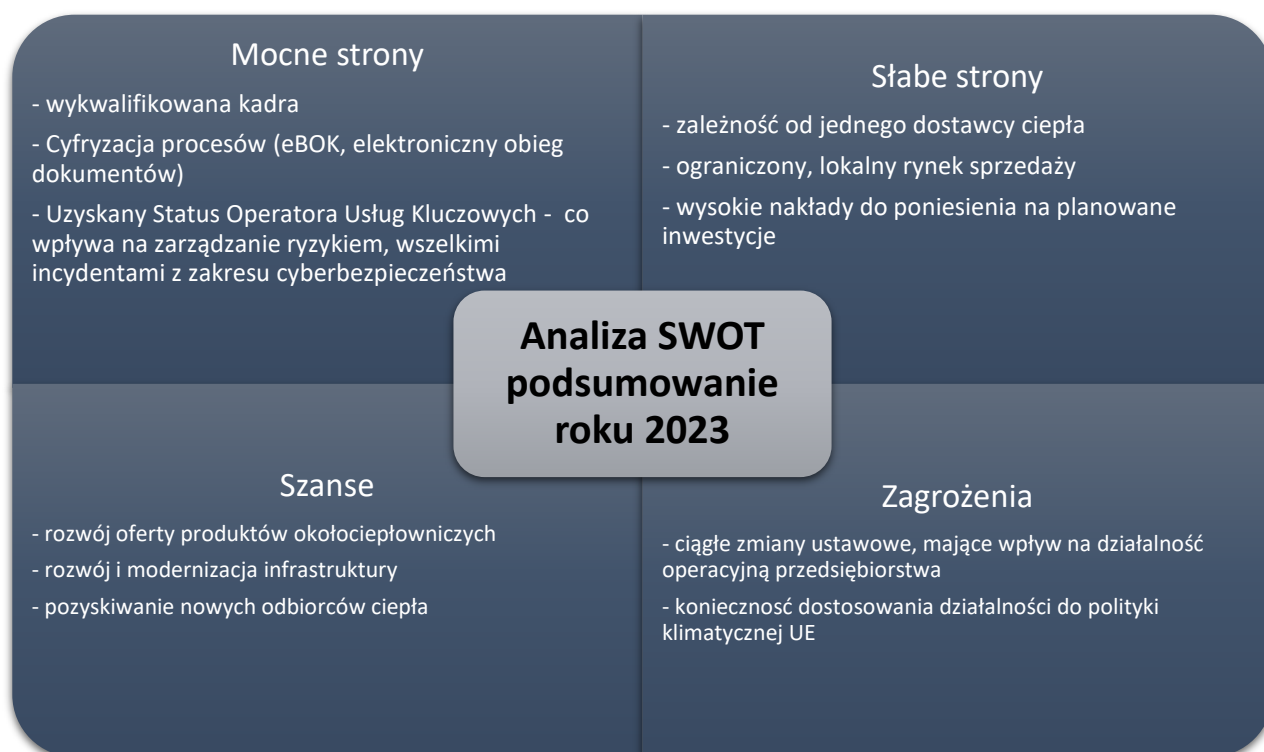 Mocne strony
- wykwalifikowana kadra
- Cyfryzacja procesów (eBOK, elektroniczny obieg
dokumentów)
- Uzyskany Status Operatora Usług Kluczowych - co
wpływa na zarządzanie ryzykiem, wszelkimi
incydentami z zakresu cyberbezpieczeństwa
Słabe strony
- zależność od jednego dostawcy ciepła
- ograniczony, lokalny rynek sprzedaży
- wysokie nakłady do poniesienia na planowane
inwestycje
Analiza SWOT
podsumowanie
roku 2023
Szanse
- rozwój oferty produktów okołociepłowniczych
- rozwój i modernizacja infrastruktury
- pozyskiwanie nowych odbiorców ciepła
Zagrożenia
- ciągłe zmiany ustawowe, mające wpływ na działalność
operacyjną przedsiębiorstwa
- koniecznosć dostosowania działalności do polityki
klimatycznej UE